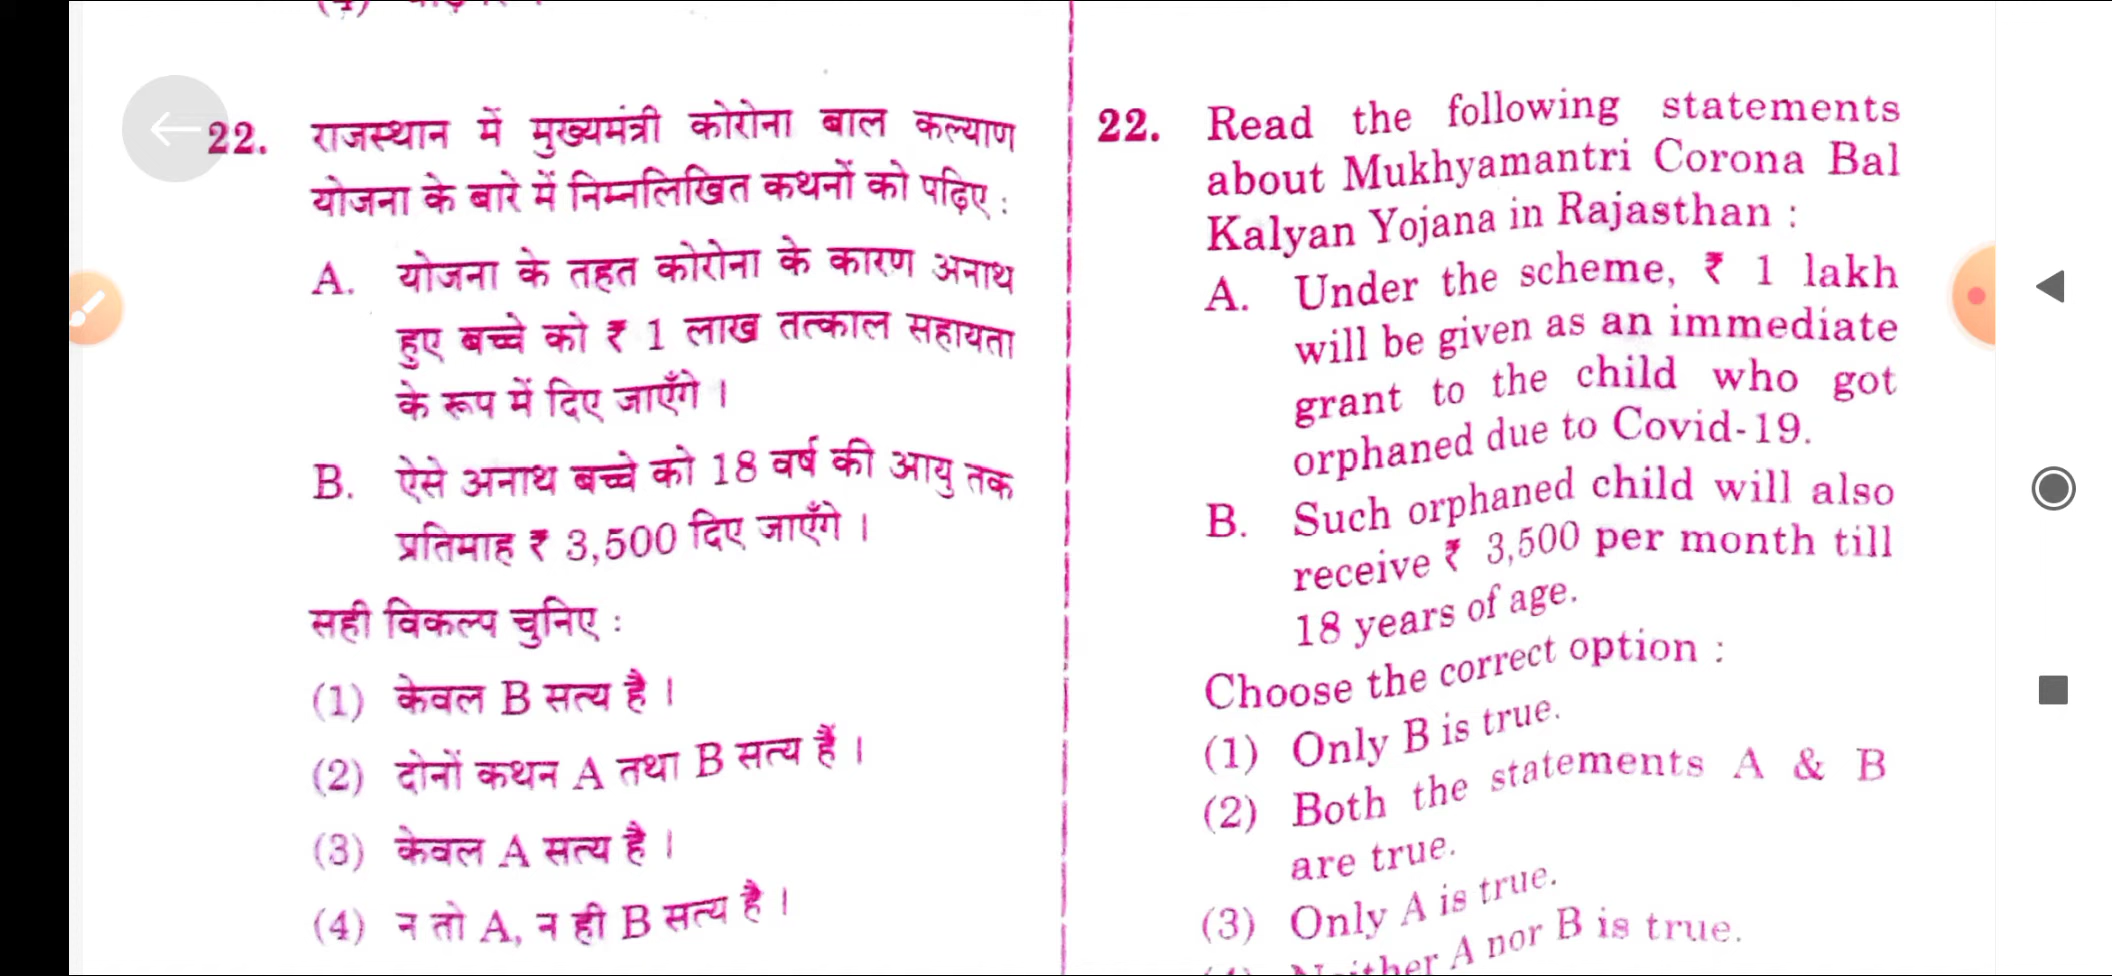 22. राजस्थान में मुख्यमंत्री कोरोना बाल कल्याण
योजना के बारे में निम्नलिखित कथनों को पढ़िए :
A. योजना के तहत कोरोना के कारण अनाथ
हुए बच्चे को ₹ 1 लाख तत्काल सहायता
के रूप में दिए जाएँगे ।
B. ऐसे अनाथ बच्चे को 18 वर्ष की आयु तक
प्रतिमाह ₹ 3,500 दिए जाएँगे ।
सही विकल्प चुनिए :
(1) केवल B सत्य है ।
(2) दोनों कथन A तथा B सत्य हैं ।
(3) केवल A सत्य है ।
(4) न तो A, न ही B सत्य है ।
22. Read the following statements
about Mukhyamantri Corona Bal
Kalyan Yojana in Rajasthan :
A. Under the scheme, ₹ 1 lakh
will be given as an immediate
grant to the child who got
orphaned due to Covid-19.
B. Such orphaned child will also
receive ₹ 3,500 per month till
18 years of age.
Choose the correct option :
(1) Only B is true.
(2) Both the statements A & B
are true.
(3) Only A is true.
Neither A nor B is true.